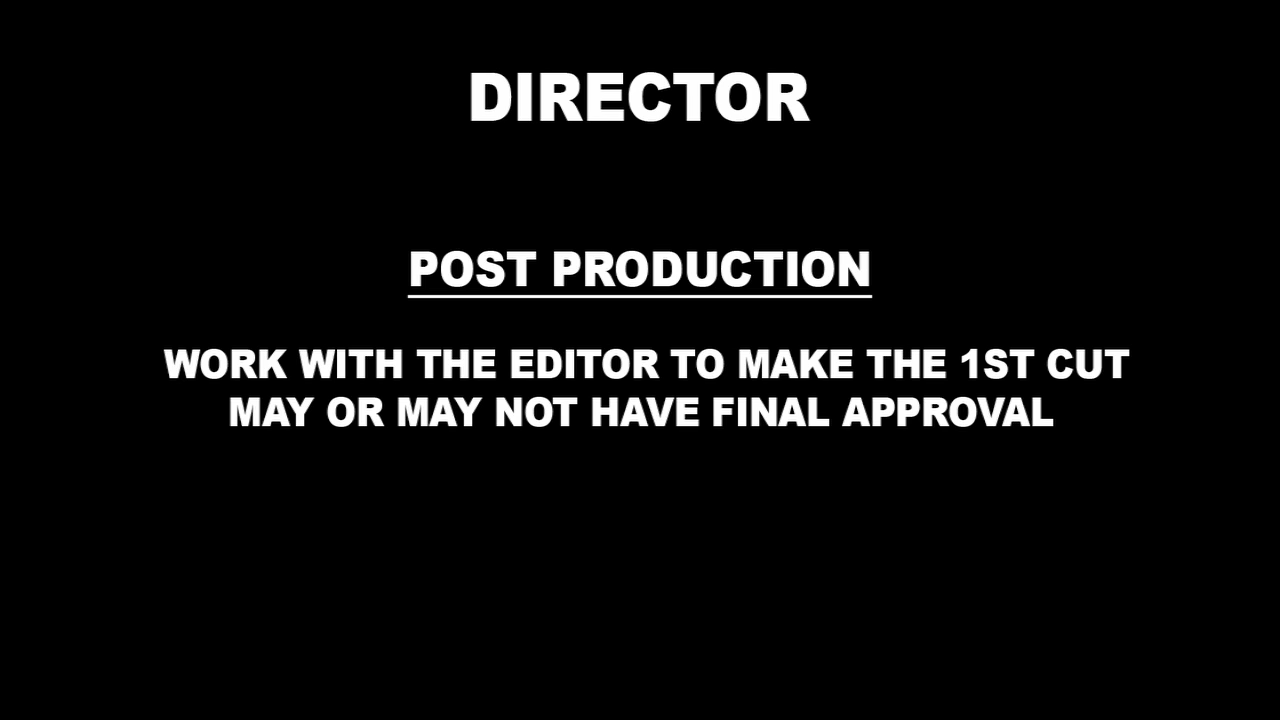 DIRECTOR
POST PRODUCTION
WORK WITH THE EDITOR TO MAKE THE 1ST CUT
MAY OR MAY NOT HAVE FINAL APPROVAL